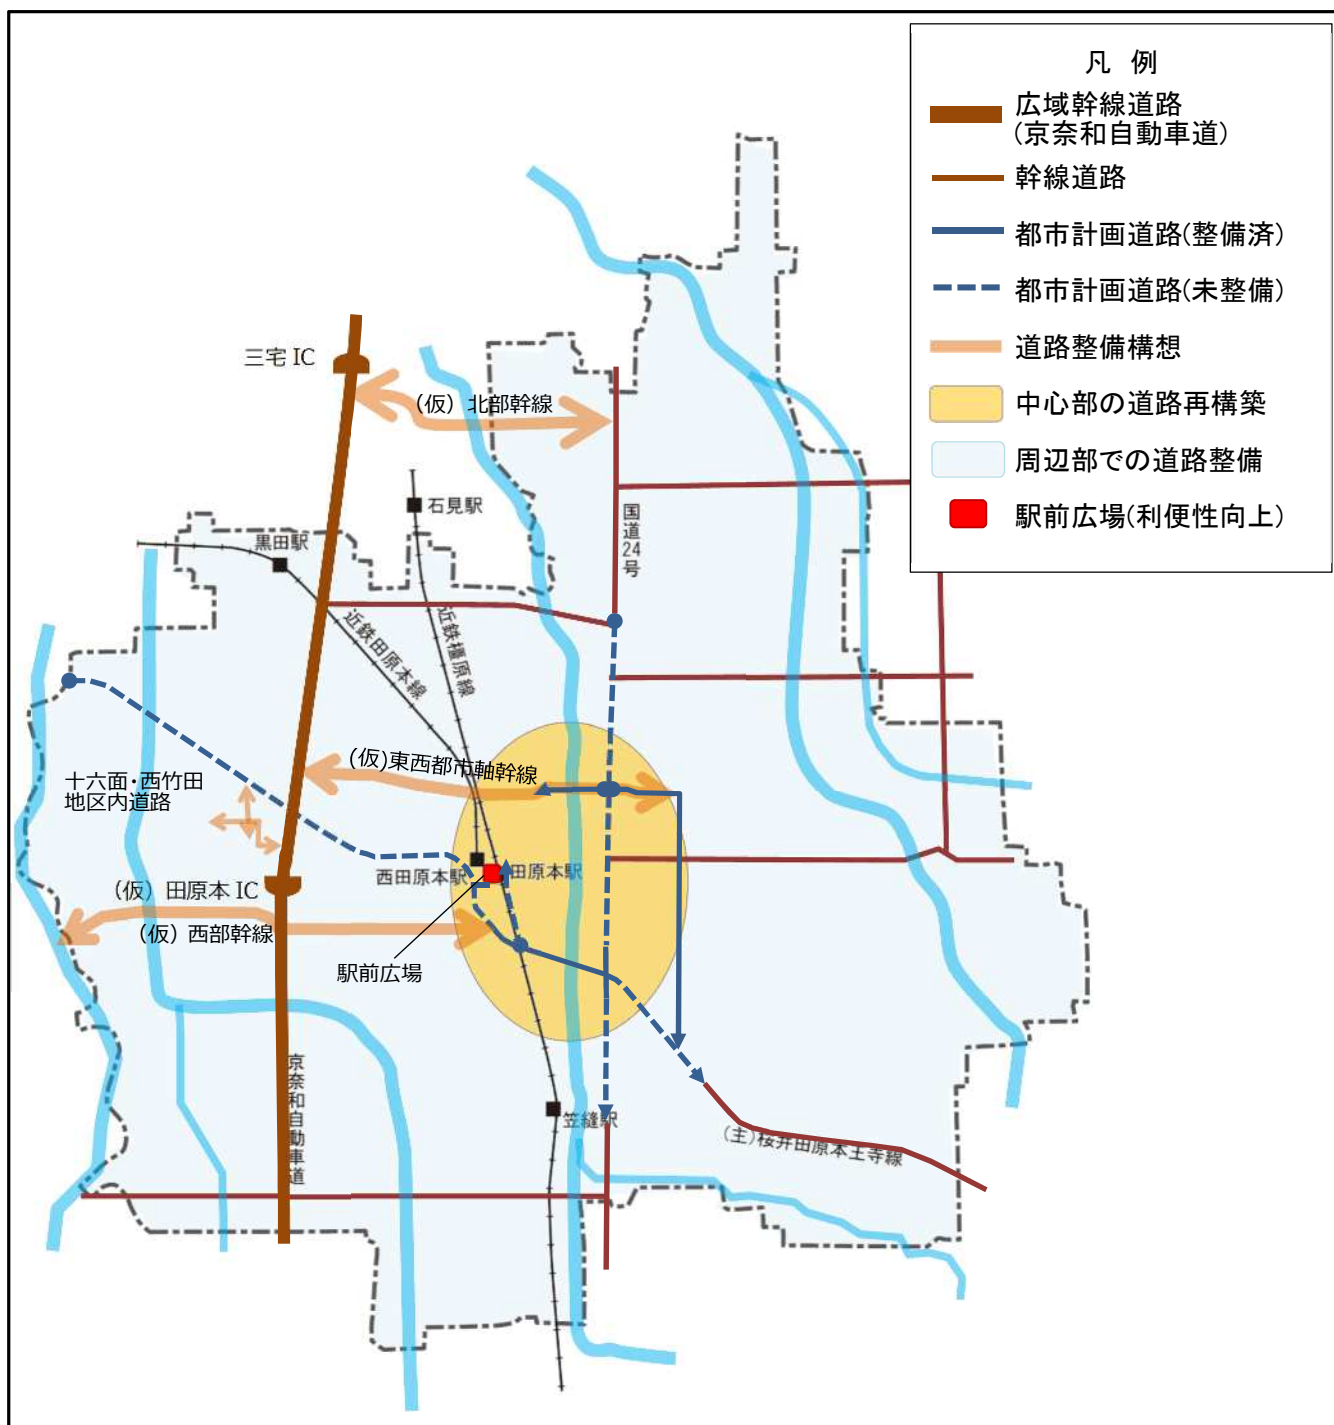 凡 例
広域幹線道路
(京奈和自動車道)
幹線道路
都市計画道路(整備済)
都市計画道路(未整備)
道路整備構想
中心部の道路再構築
周辺部での道路整備
駅前広場(利便性向上)
三宅 IC
(仮) 北部幹線
石見駅
国道24号
黒田駅
近鉄田原本線
近鉄橿原線
(仮)東西都市軸幹線
十六面・西竹田
地区内道路
西田原本駅
田原本駅
(仮) 田原本 IC
(仮) 西部幹線
駅前広場
京奈和自動車道
笠縫駅
(主)桜井田原本王寺線